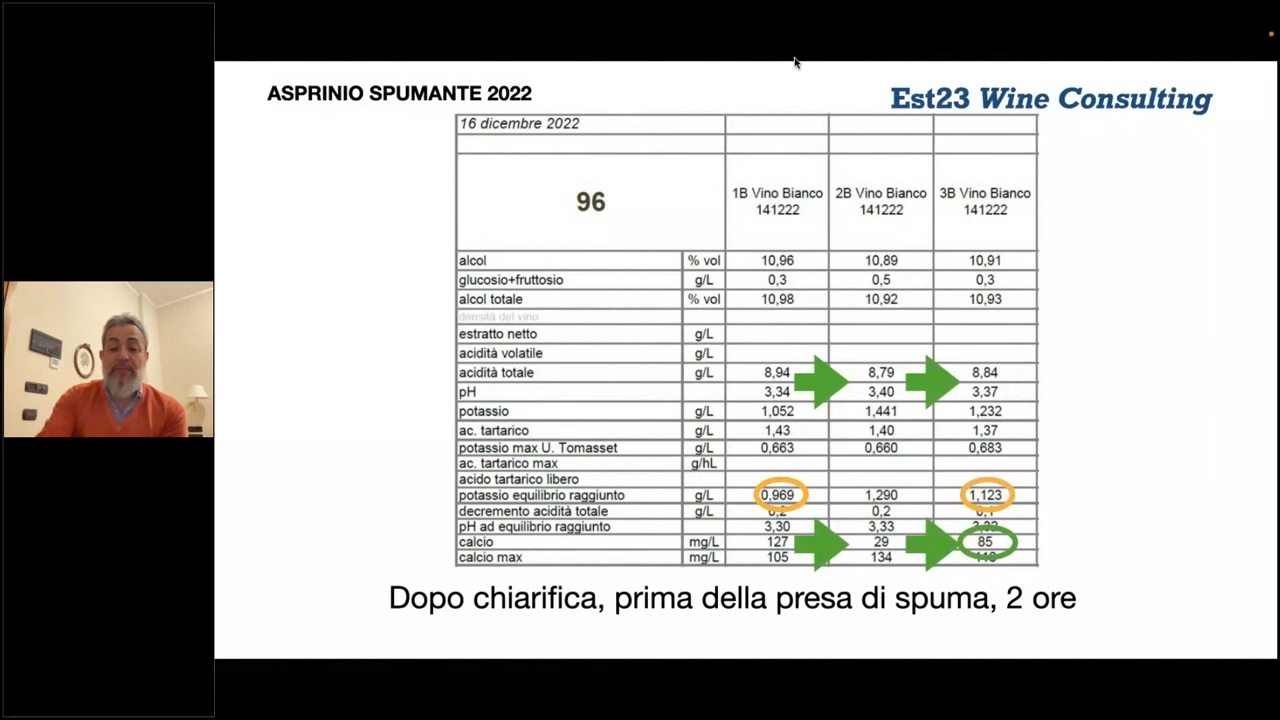 ASPRINIO SPUMANTE 2022
Est23 Wine Consulting
16 dicembre 2022
96 1B Vino Bianco 141222 2B Vino Bianco 141222 3B Vino Bianco 141222
alcol % vol 10,96 10,89 10,91
glucosio+fruttosio g/L 0,3 0,5 0,3
alcol totale % vol 10,98 10,92 10,93
densità del vino
estratto netto g/L
acidità volatile g/L
acidità totale g/L 8,94 8,79 8,84
pH 3,34 3,40 3,37
potassio g/L 1,052 1,441 1,232
ac. tartarico g/L 1,43 1,40 1,37
potassio max U. Tomasset g/L 0,663 0,660 0,683
ac. tartarico max g/hL
acido tartarico libero
potassio equilibrio raggiunto g/L 0,969 1,290 1,123
decremento acidità totale g/L 0,2 0,2
pH ad equilibrio raggiunto 3,30 3,33
calcio mg/L 127 29 85
calcio max mg/L 105 134
Dopo chiarifica, prima della presa di spuma, 2 ore